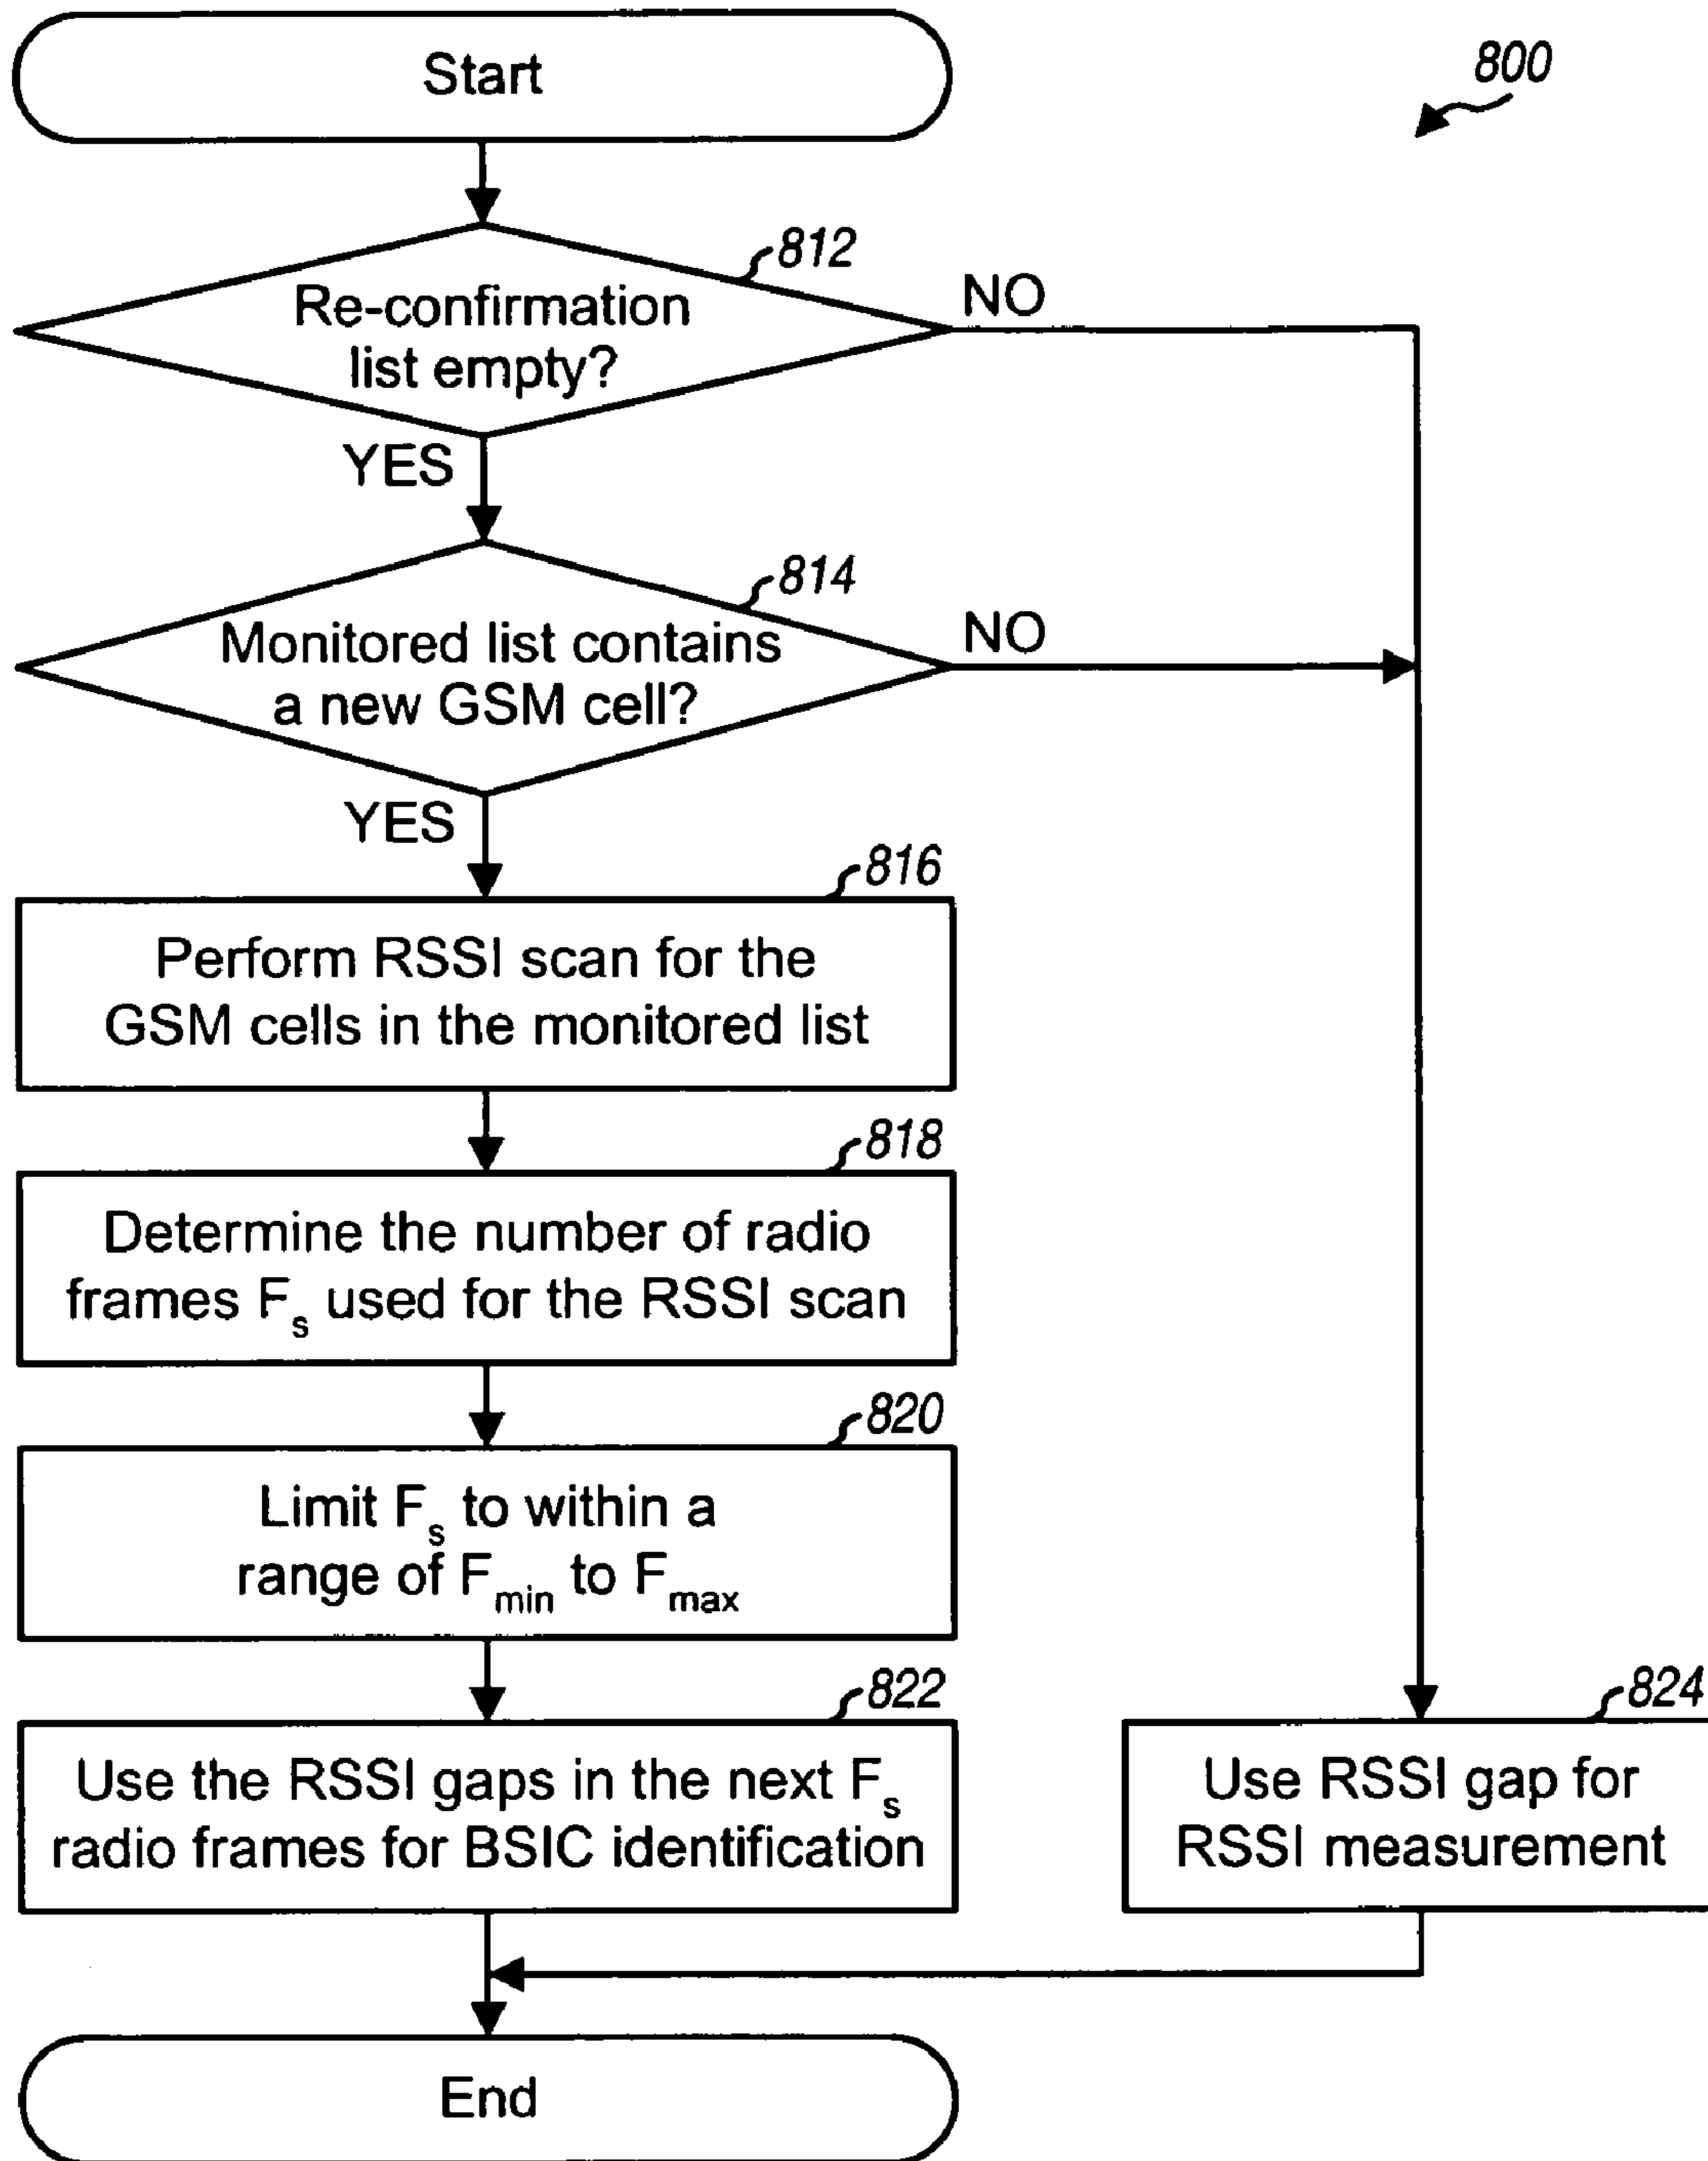 Start
800
812
Re-confirmation
list empty?
NO
YES
814
Monitored list contains
a new GSM cell?
NO
YES
816
Perform RSSI scan for the
GSM cells in the monitored list
818
Determine the number of radio
frames Fs used for the RSSI scan
820
Limit Fs to within a
range of Fmin to Fmax
822
Use the RSSI gaps in the next Fs
radio frames for BSIC identification
824
Use RSSI gap for
RSSI measurement
End